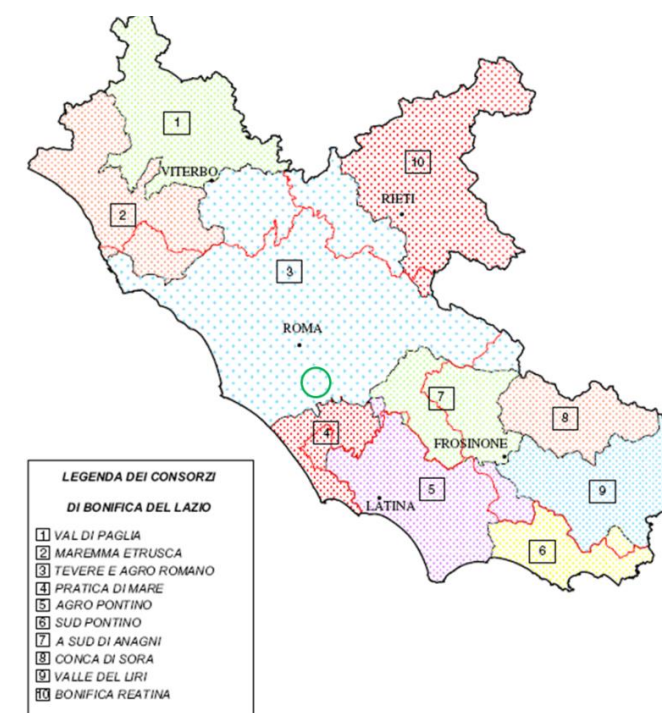 1
VITERBO
10
RIETI
2
3
ROMA
7
8
4
FROSINONE
LATINA
5
9
6
LEGENDA DEI CONSORZI
DI BONIFICA DEL LAZIO
1 VAL DI PAGLIA
2 MAREMMA ETRUSCA
3 TEVERE E AGRO ROMANO
4 PRATICA DI MARE
5 AGRO PONTINO
6 SUD PONTINO
7 A SUD DI ANAGNI
8 CONCA DI SORA
9 VALLE DEL LIRI
10 BONIFICA REATINA